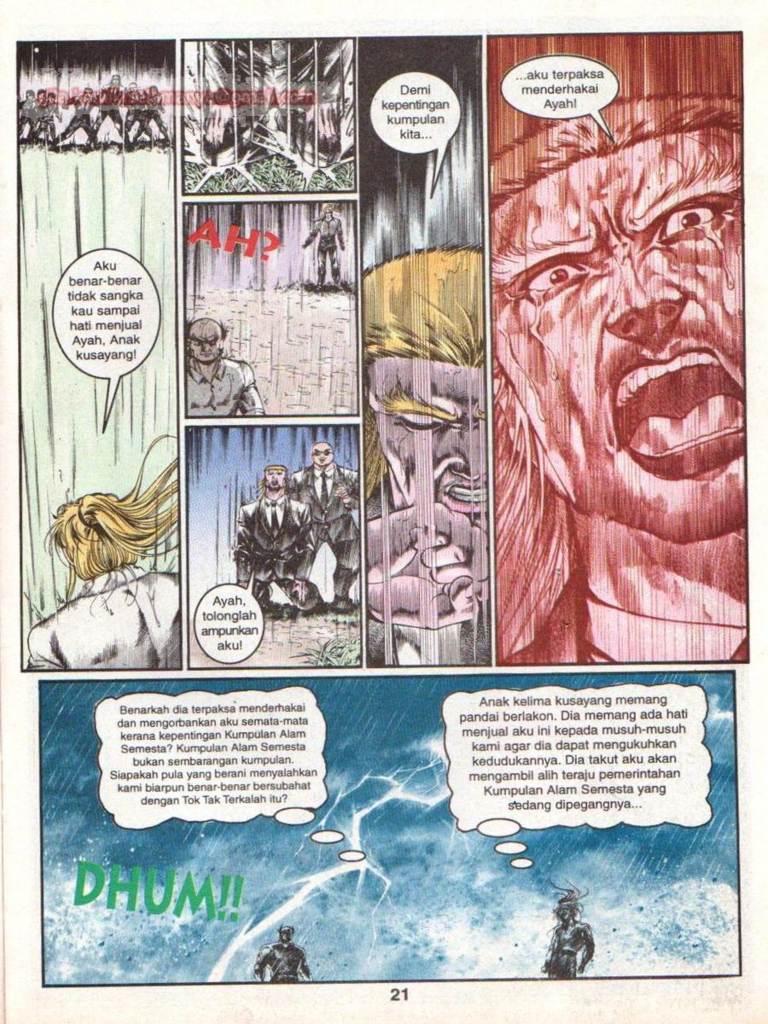 Aku
benar-benar
tidak sangka
kau sampai
hati menjual
Ayah, Anak
kusayang!
AH?
Ayah,
tolonglah
ampunkan
aku!
Demi
kepentingan
kumpulan
kita...
...aku terpaksa
menderhakai
Ayah!
Benarkah dia terpaksa menderhakai
dan mengorbankan aku semata-mata
kerana kepentingan Kumpulan Alam
Semesta? Kumpulan Alam Semesta
bukan sembarangan kumpulan.
Siapakah pula yang berani menyalahkan
kami biarpun benar-benar bersubahat
dengan Tok Tak Terkalah itu?
Anak kelima kusayang memang
pandai berlakon. Dia memang ada hati
menjual aku ini kepada musuh-musuh
kami agar dia dapat mengukuhkan
kedudukannya. Dia takut aku akan
mengambil alih teraju pemerintahan
Kumpulan Alam Semesta yang
sedang dipegangnya...
DHUM!!
21